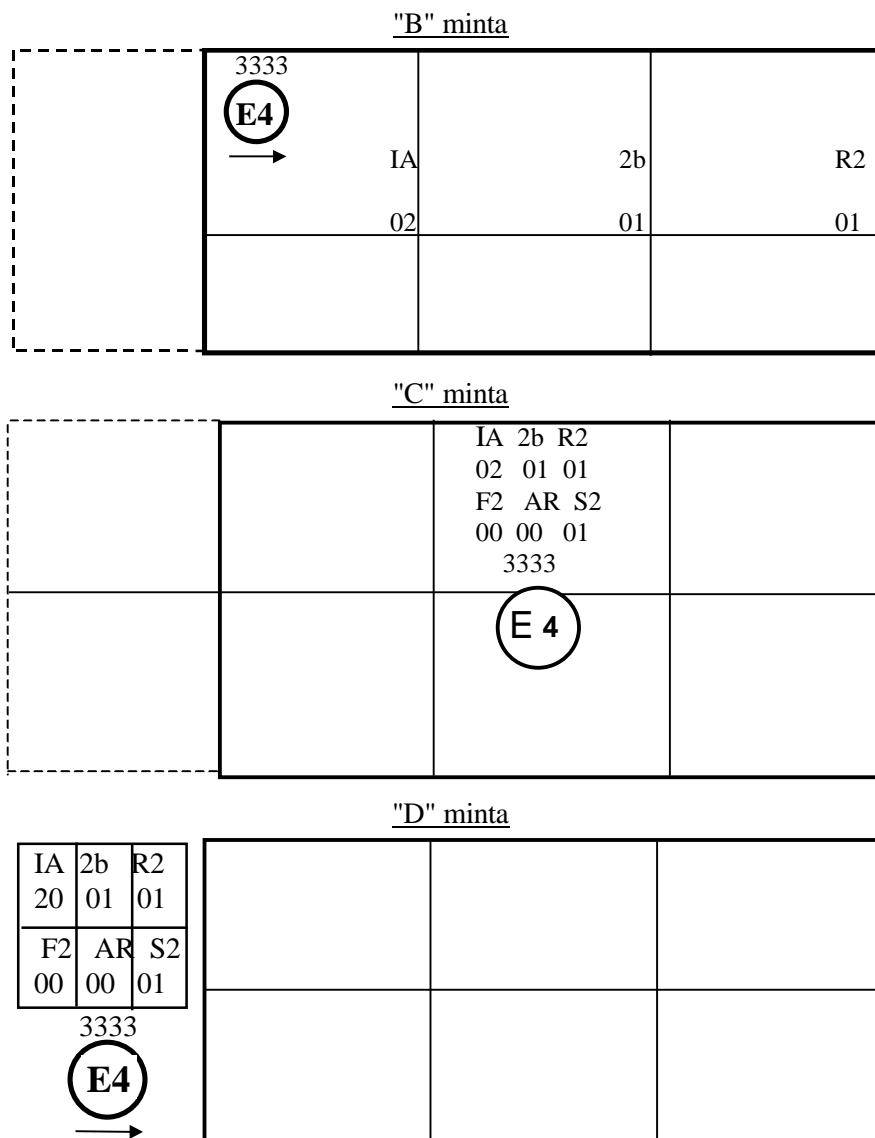 "B" minta
3333
E4
IA 2b R2
02 01 01
"C" minta
IA 2b R2
02 01 01
F2 AR S2
00 00 01
3333
E 4
"D" minta
IA 2b R2
20 01 01
F2 AR S2
00 00 01
3333
E4